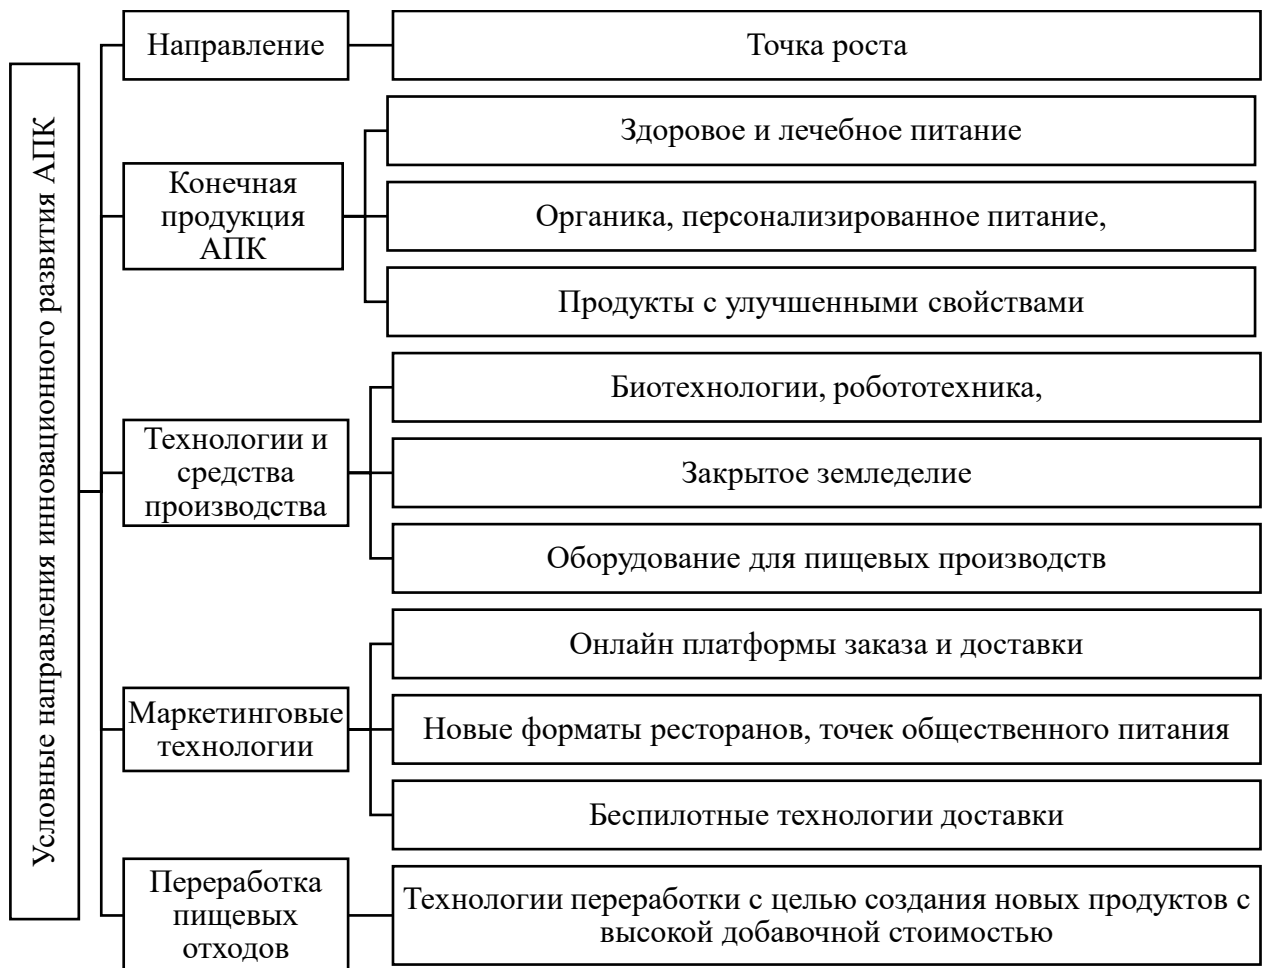 Условные направления инновационного развития АПК
Направление
Точка роста
Конечная
продукция
АПК
Здоровое и лечебное питание
Органика, персонализированное питание,
Продукты с улучшенными свойствами
Технологии и
средства
производства
Биотехнологии, робототехника,
Закрытое земледелие
Оборудование для пищевых производств
Маркетинговые
технологии
Онлайн платформы заказа и доставки
Новые форматы ресторанов, точек общественного питания
Беспилотные технологии доставки
Переработка
пищевых
отходов
Технологии переработки с целью создания новых продуктов с
высокой добавочной стоимостью